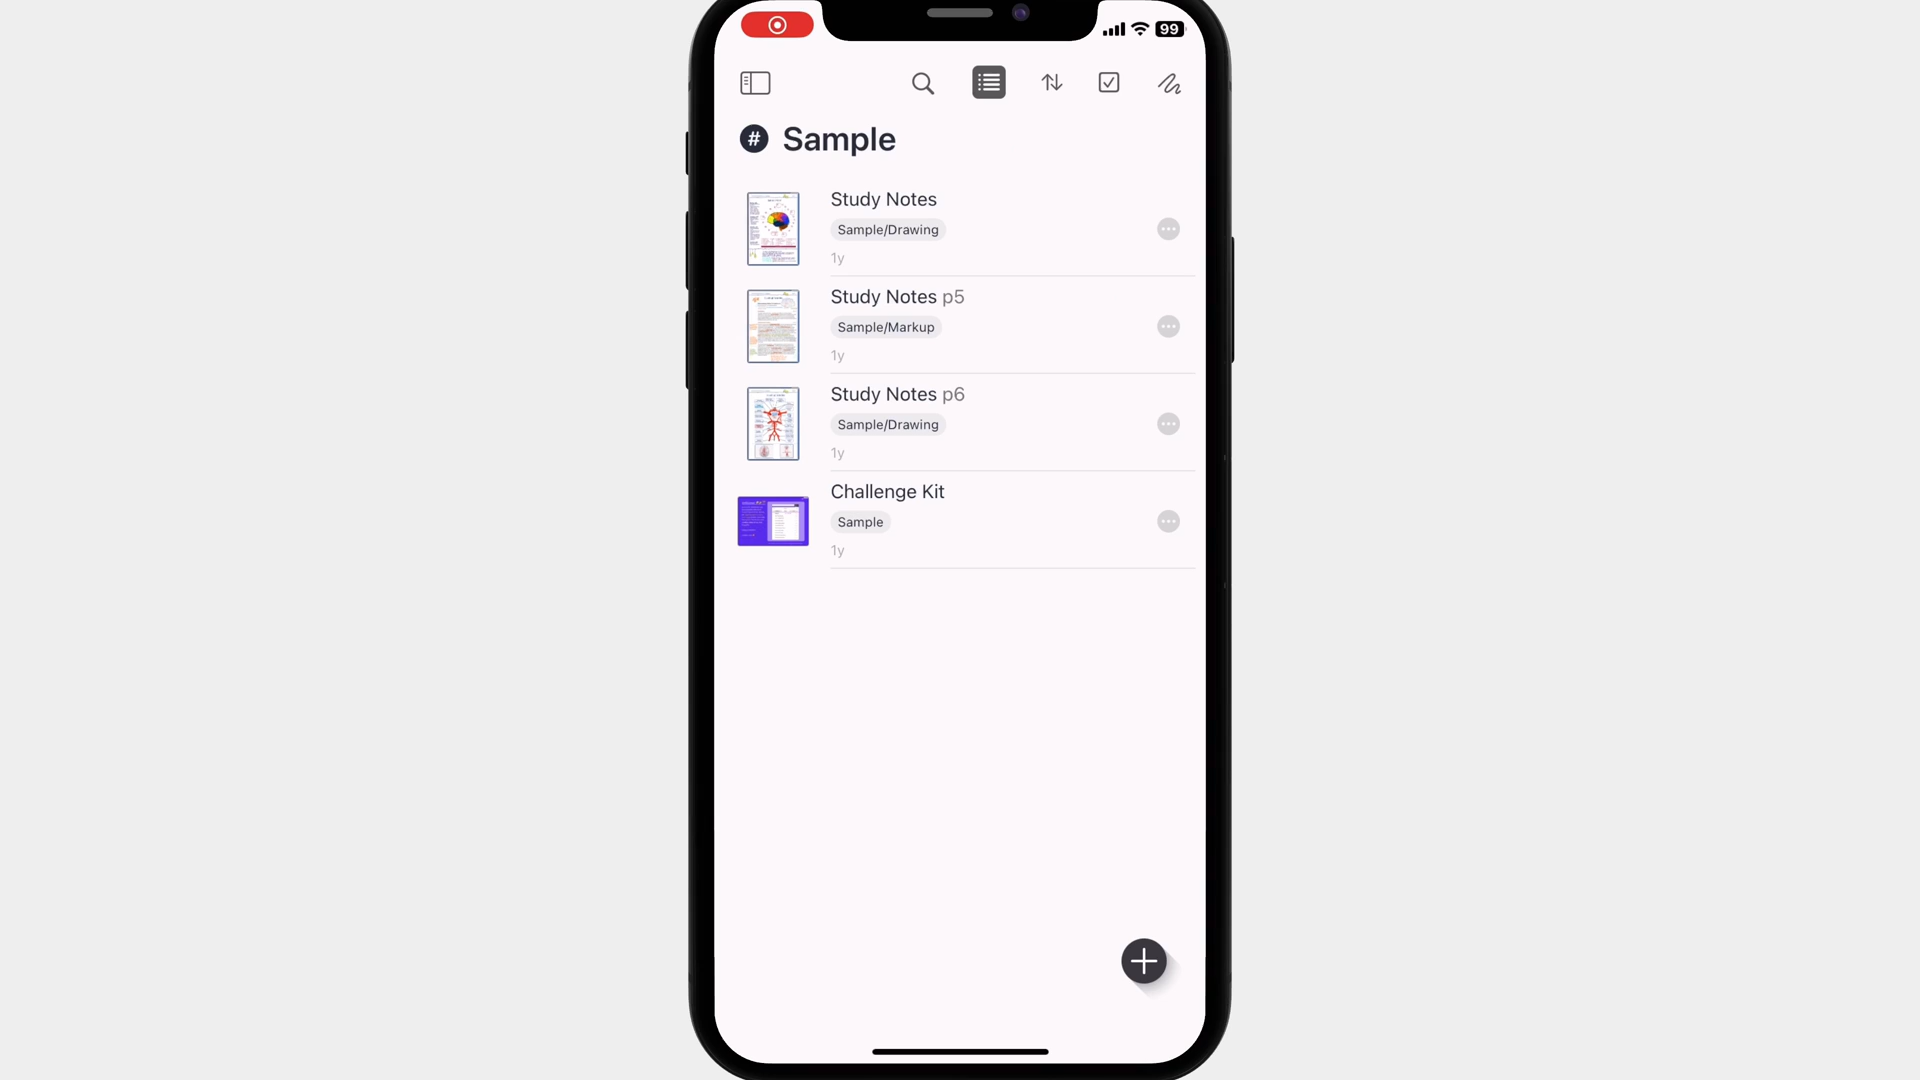 99
# Sample
Study Notes
Sample/Drawing
1y
Study Notes p5
Sample/Markup
1y
Study Notes p6
Sample/Drawing
1y
Challenge Kit
Sample
1y